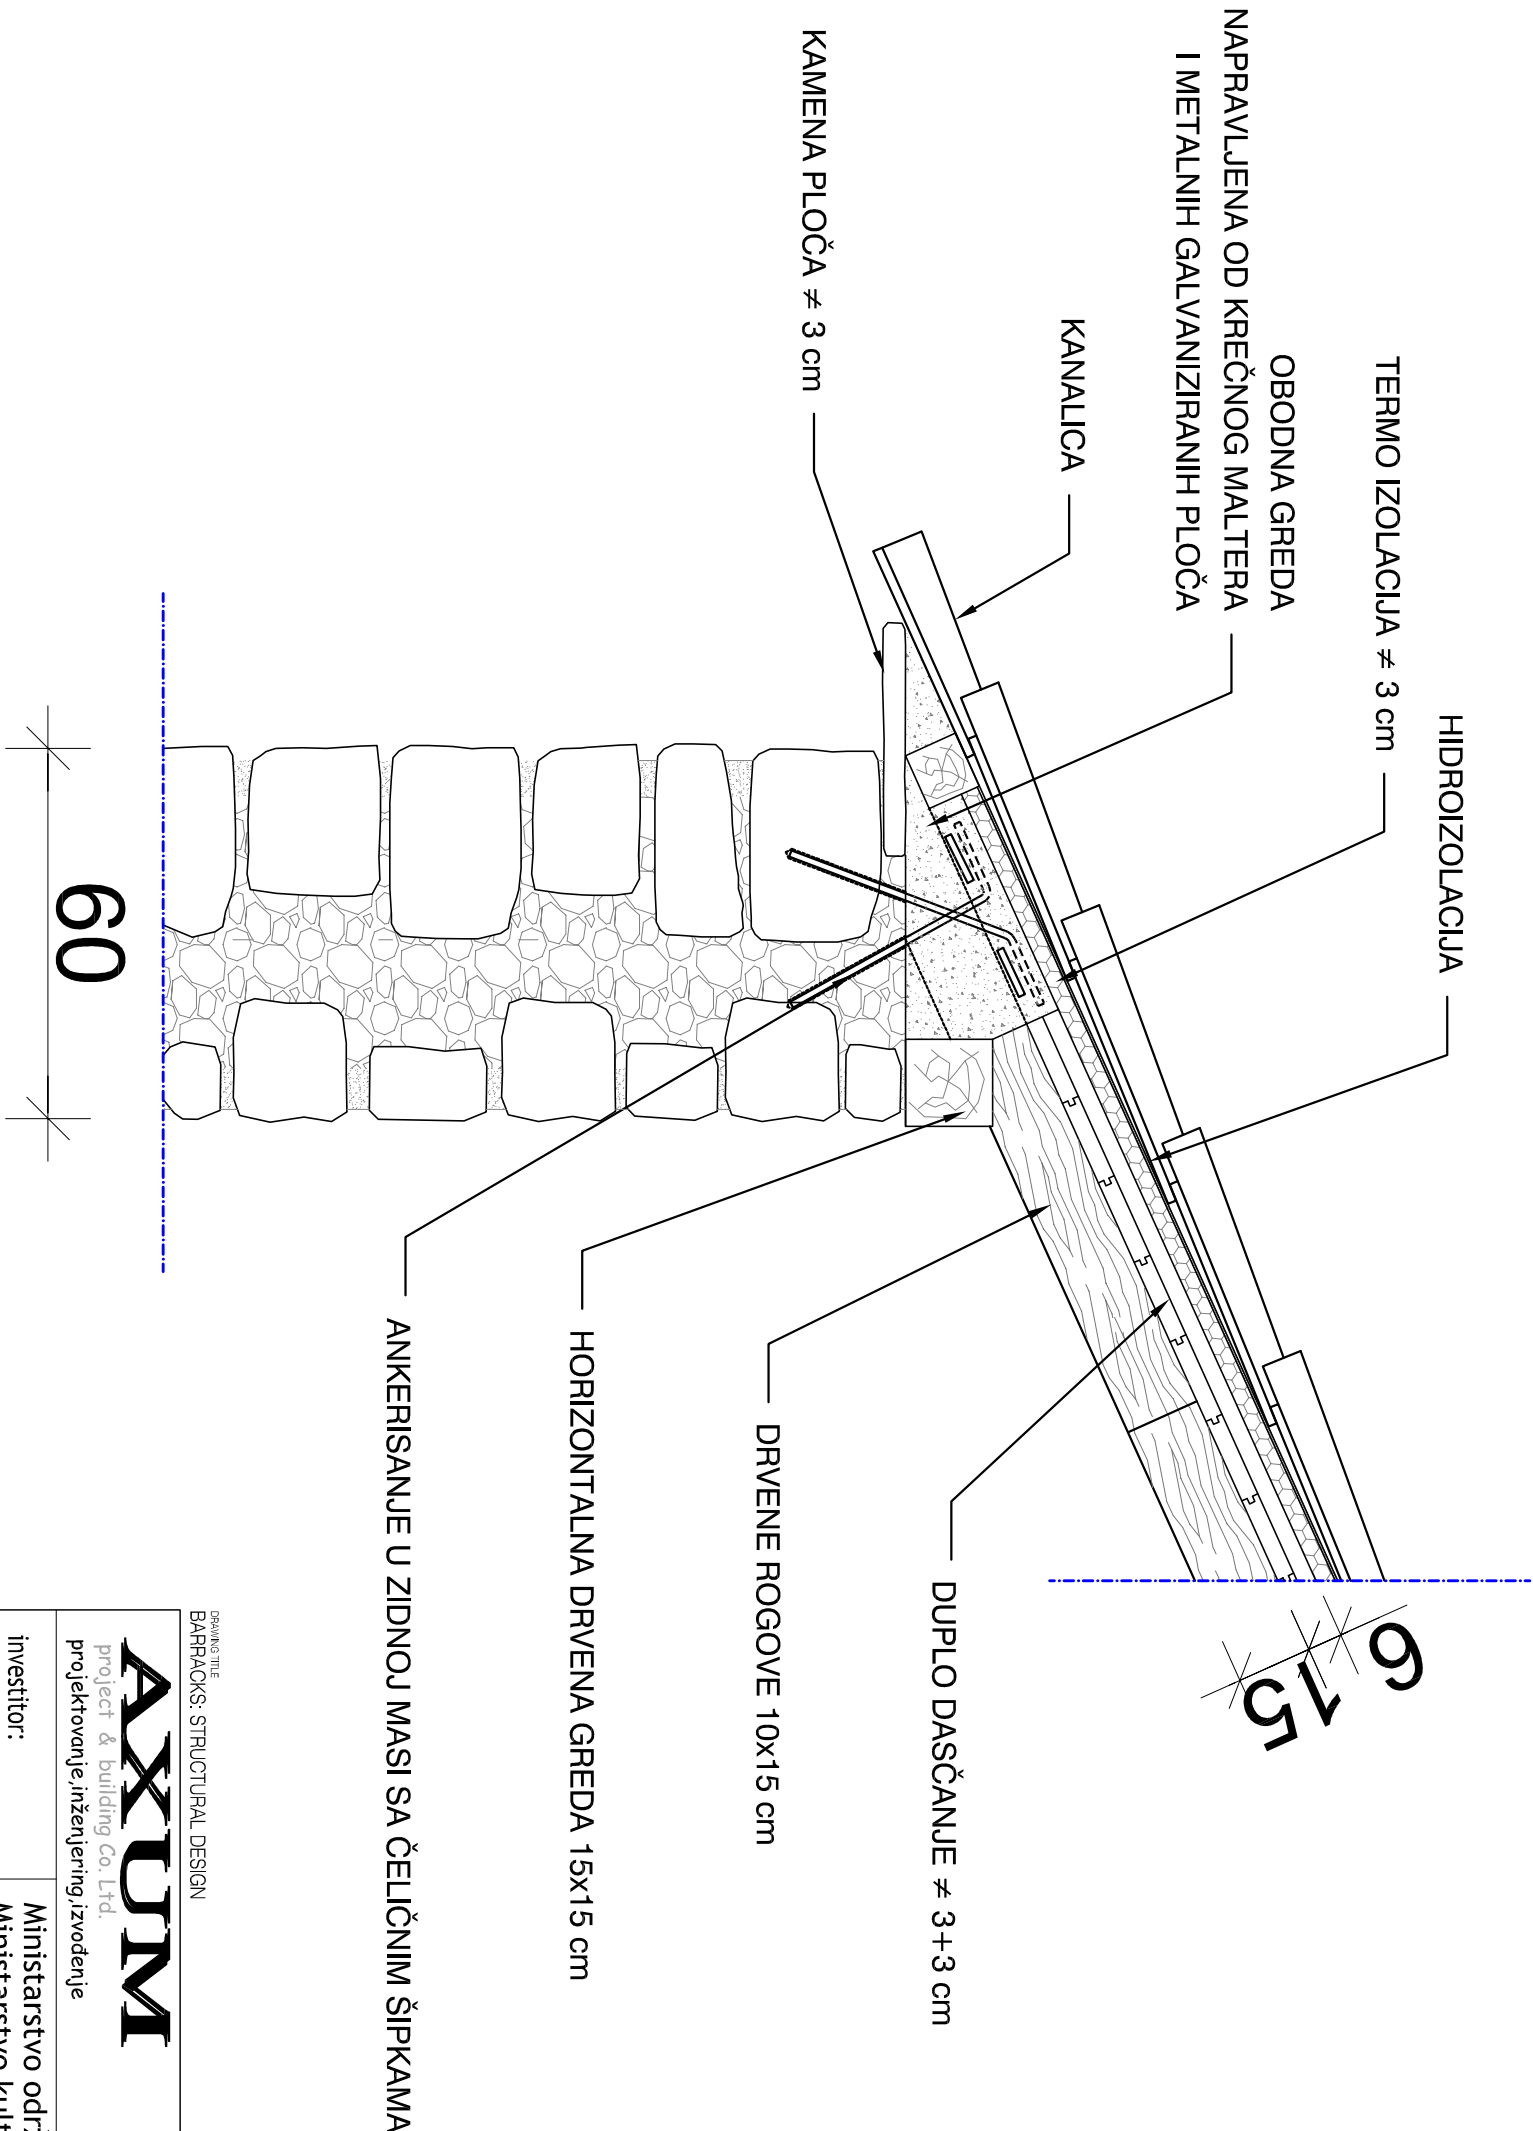 HIDROIZOLACIJA
TERMO IZOLACIJA ≠ 3 cm
OBODNA GREDA
NAPRAVLJENA OD KREČNOG MALTERA
I METALNIH GALVANIZIRANIH PLOČA
KANALICA
KAMENA PLOČA ≠ 3 cm
6
15
DUPLO DASČANJE ≠ 3+3 cm
DRVENE ROGOVE 10x15 cm
HORIZONTALNA DRVENA GREDA 15x15 cm
ANKERISANJE U ZIDNOJ MASI SA ČELIČNIM ŠIPKAMA
60
DRAWING TITLE
BARRACKS: STRUCTURAL DESIGN
AXUM
project & building Co. Ltd.
projektovanje,inženjering,izvođenje
investitor:
Ministarstvo
Ministarstvo